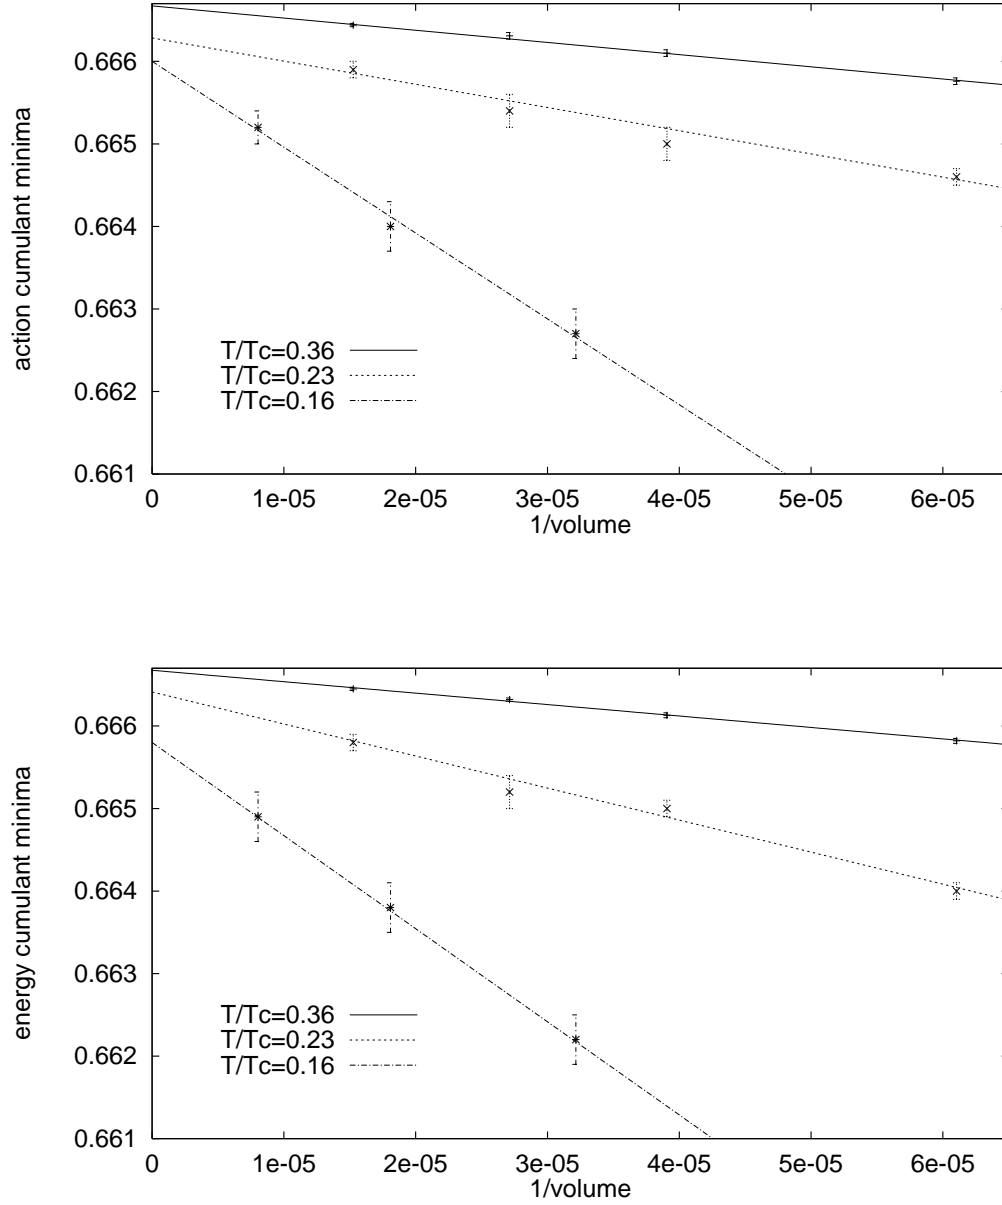 action cumulant minima
0.666
0.665
0.664
0.663
0.662
0.661
T/Tc=0.36
T/Tc=0.23
T/Tc=0.16
0 1e-05 2e-05 3e-05 4e-05 5e-05 6e-05
1/volume
energy cumulant minima
0.666
0.665
0.664
0.663
0.662
0.661
T/Tc=0.36
T/Tc=0.23
T/Tc=0.16
0 1e-05 2e-05 3e-05 4e-05 5e-05 6e-05
1/volume